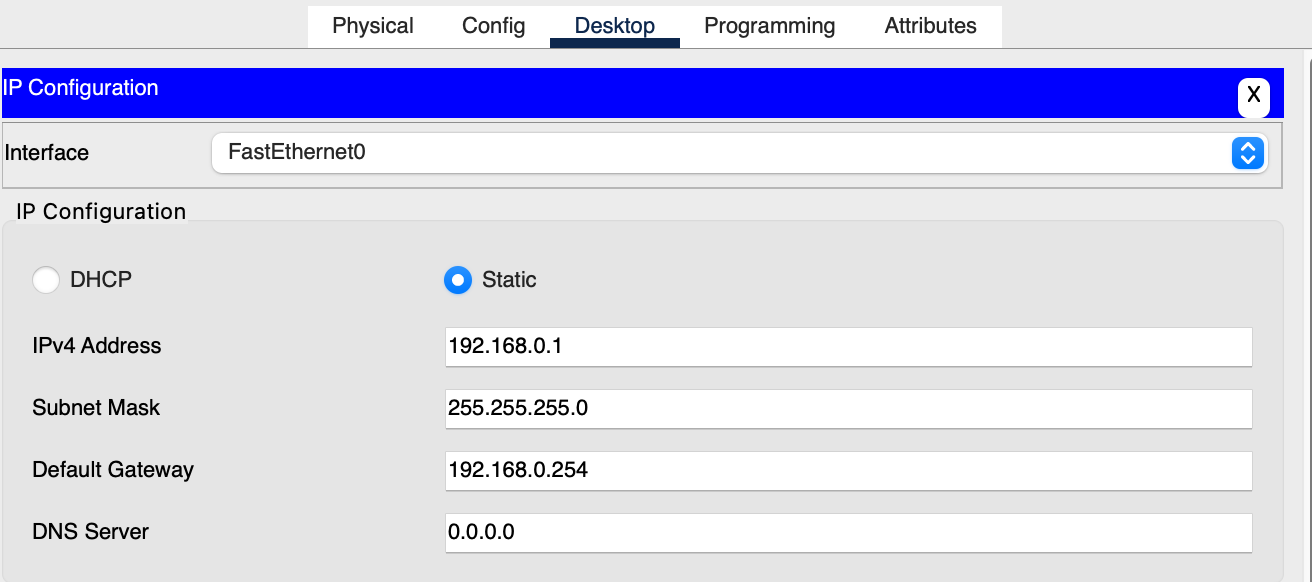 Physical Config Desktop Programming Attributes
IP Configuration
X
Interface FastEthernet0
IP Configuration
DHCP Static
IPv4 Address 192.168.0.1
Subnet Mask 255.255.255.0
Default Gateway 192.168.0.254
DNS Server 0.0.0.0